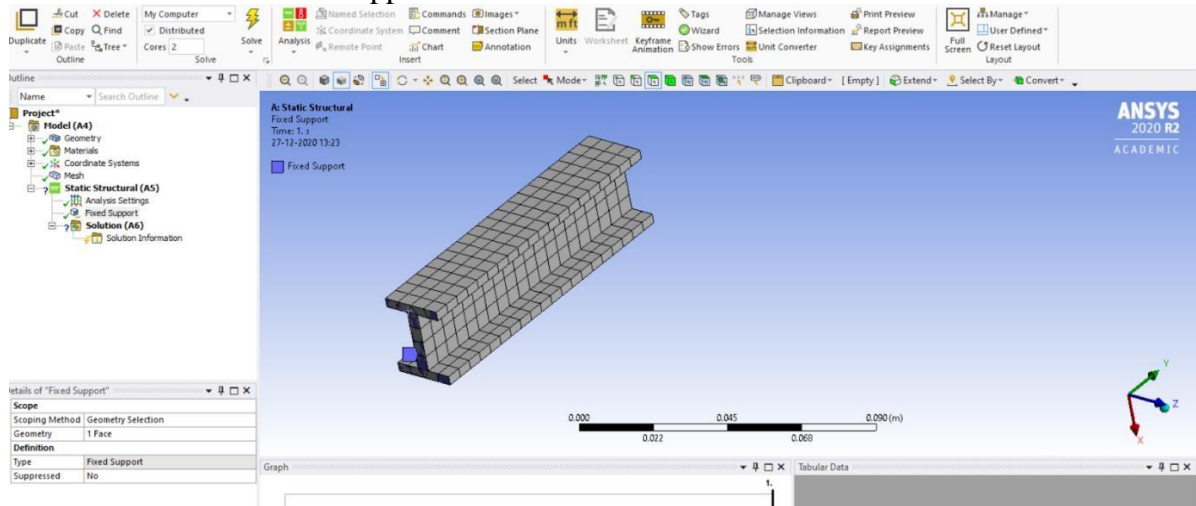 Cut
Delete
My Computer
Named Selection
Commands
Images
Tags
Manage Views
Print Preview
Manage
Copy
Find
Distributed
Coordinate System
Comment
Section Plane
Wizard
Selection Information
Report Preview
User Defined
Duplicate
Paste
Tree
Cores 2
Solve
Analysis
Remote Point
Chart
Annotation
Units
Worksheet
Keyframe Animation
Show Errors
Unit Converter
Key Assignments
Full Screen
Reset Layout
Outline
Solve
Insert
Tools
Layout
Outline
Select
Mode
Clipboard
[ Empty ]
Extend
Select By
Convert
Name
Search Outline
Project*
Model (A4)
Geometry
Materials
Coordinate Systems
Mesh
Static Structural (A5)
Analysis Settings
Fixed Support
Solution (A6)
Solution Information
A: Static Structural
Fixed Support
Time: 1. s
27-12-2020 13:23
Fixed Support
ANSYS
2020 R2
ACADEMIC
0.000
0.045
0.090 (m)
0.022
0.068
Y
Z
X
Details of "Fixed Support"
Scope
Scoping Method Geometry Selection
Geometry 1 Face
Definition
Type Fixed Support
Suppressed No
Graph
Tabular Data
1.